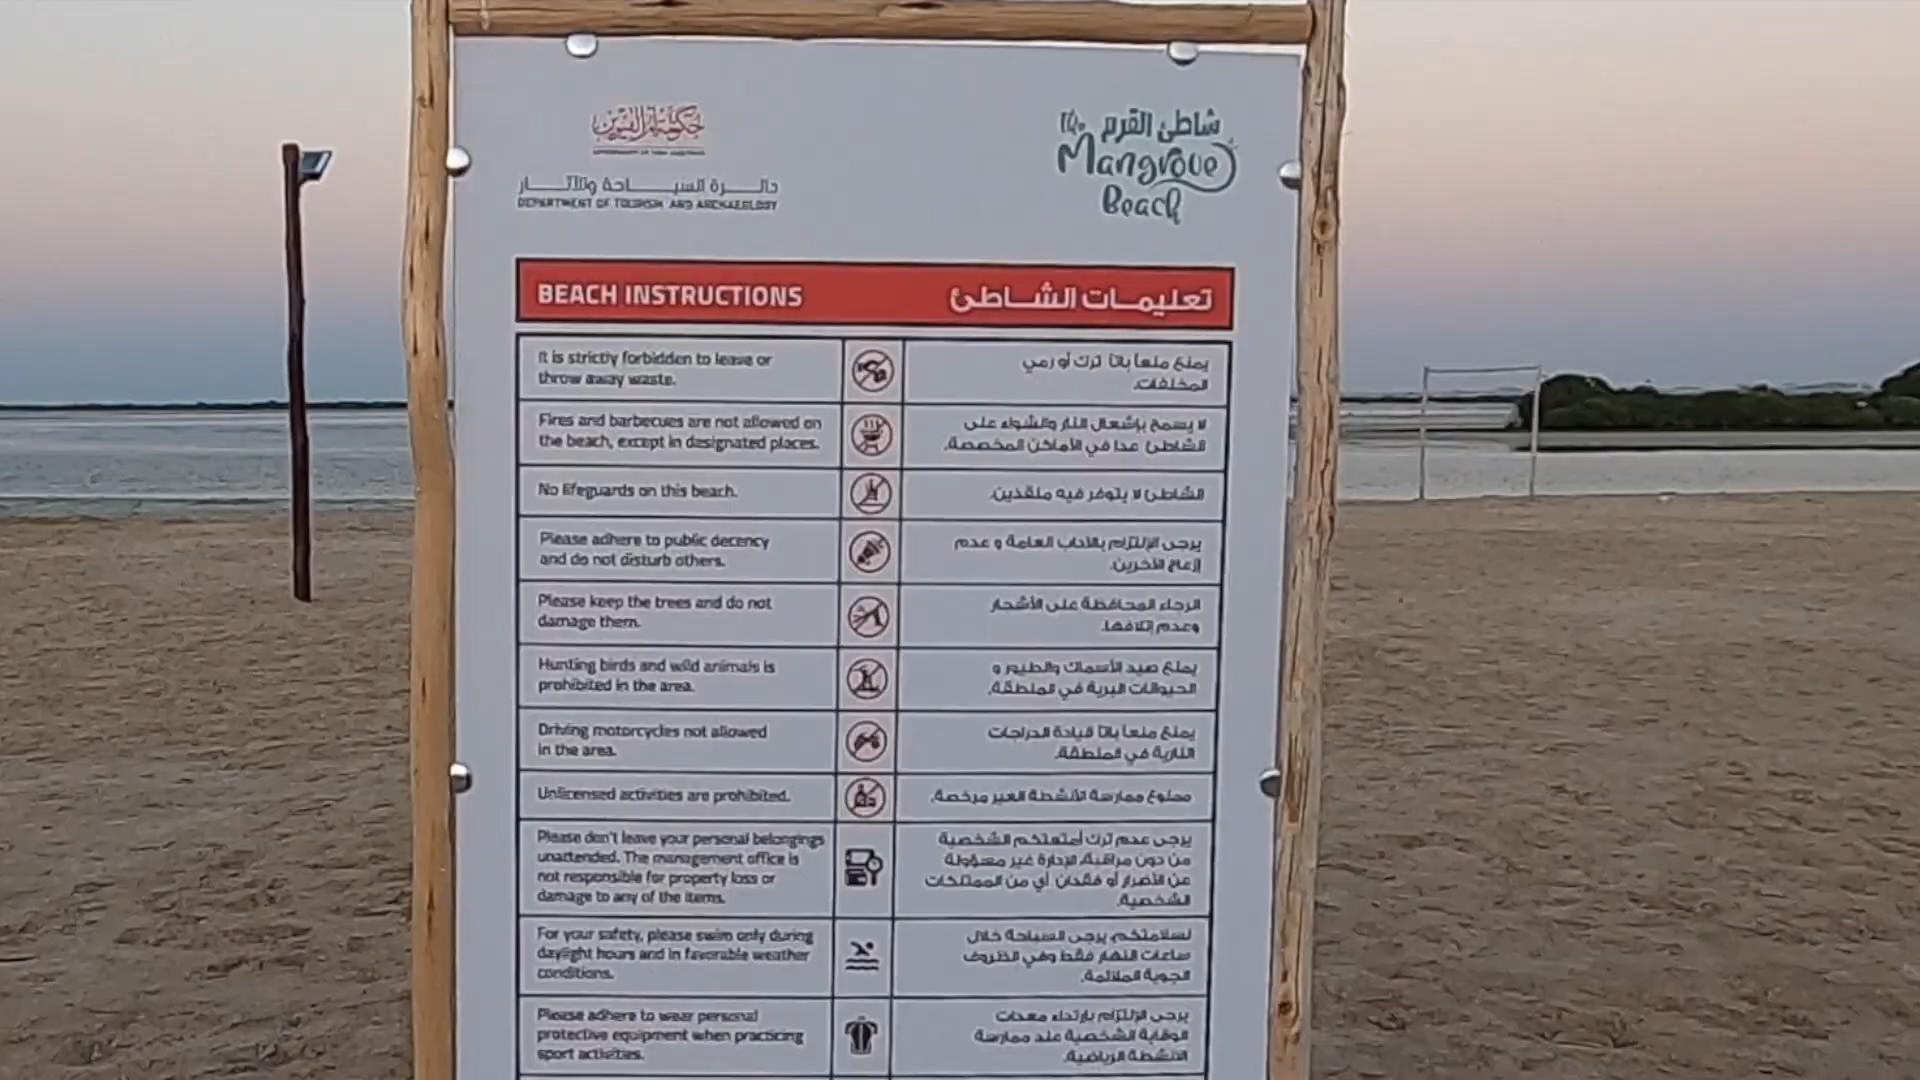 حكومة أم القيوين
دائرة السياحة والآثار
DEPARTMENT OF TOURISM AND ARCHAEOLOGY
شاطئ القرم
The
Mangrove
Beach
BEACH INSTRUCTIONS
تعليمات الشاطئ
It is strictly forbidden to leave or
throw away waste.
يمنع منعاً باتاً ترك أو رمي
المخلفات.
Fires and barbecues are not allowed on
the beach, except in designated places.
لا يسمح بإشعال النار والشواء على
الشاطئ عدا في الأماكن المخصصة.
No lifeguards on this beach.
الشاطئ لا يتوفر فيه منقذين.
Please adhere to public decency
and do not disturb others.
يرجى الإلتزام بالآداب العامة و عدم
إزعاج الآخرين.
Please keep the trees and do not
damage them.
الرجاء المحافظة على الأشجار
وعدم إتلافها.
Hunting birds and wild animals is
prohibited in the area.
يمنع صيد الأسماك والطيور و
الحيوانات البرية في المنطقة.
Driving motorcycles not allowed
in the area.
يمنع منعاً باتاً قيادة الدراجات
النارية في المنطقة.
Unlicensed activities are prohibited.
ممنوع ممارسة الأنشطة الغير مرخصة.
Please don't leave your personal belongings
unattended. The management office is
not responsible for property loss or
damage to any of the items.
يرجى عدم ترك أمتعتكم الشخصية
من دون مراقبة، الإدارة غير مسؤولة
عن الأضرار أو فقدان أي من الممتلكات
الشخصية.
For your safety, please swim only during
daylight hours and in favorable weather
conditions.
لسلامتكم، يرجى السباحة خلال
ساعات النهار فقط وفي الظروف
الجوية الملائمة.
Please adhere to wear personal
protective equipment when practicing
sport activities.
يرجى الإلتزام بارتداء معدات
الوقاية الشخصية عند ممارسة
الأنشطة الرياضية.